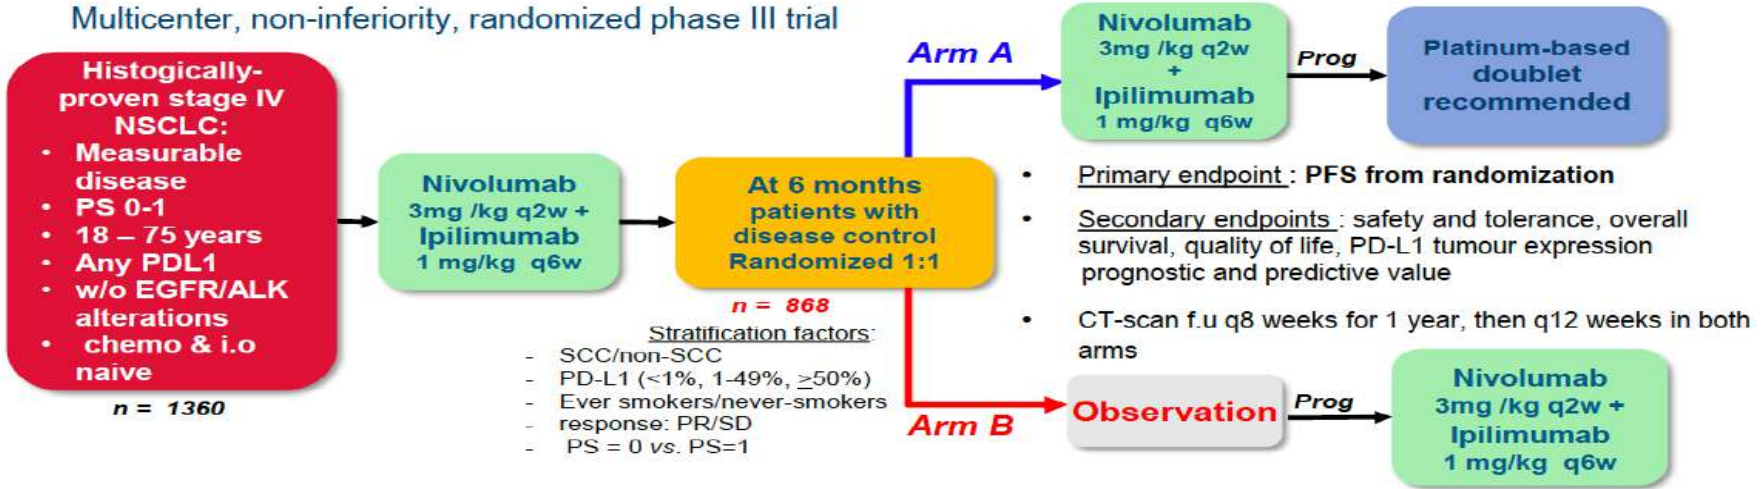 Multicenter, non-inferiority, randomized phase III trial
Histogically-
proven stage IV
NSCLC:
• Measurable
disease
• PS 0-1
• 18 – 75 years
• Any PDL1
• w/o EGFR/ALK
alterations
• chemo & i.o
naive
n = 1360
Nivolumab
3mg /kg q2w +
Ipilimumab
1 mg/kg q6w
At 6 months
patients with
disease control
Randomized 1:1
n = 868
Stratification factors:
- SCC/non-SCC
- PD-L1 (<1%, 1-49%, ≥50%)
- Ever smokers/never-smokers
- response: PR/SD
- PS = 0 vs. PS=1
Arm A
Nivolumab
3mg /kg q2w
+
Ipilimumab
1 mg/kg q6w
Prog
Platinum-based
doublet
recommended
• Primary endpoint : PFS from randomization
• Secondary endpoints : safety and tolerance, overall
survival, quality of life, PD-L1 tumour expression
prognostic and predictive value
• CT-scan f.u q8 weeks for 1 year, then q12 weeks in both
arms
Arm B
Observation
Prog
Nivolumab
3mg /kg q2w +
Ipilimumab
1 mg/kg q6w